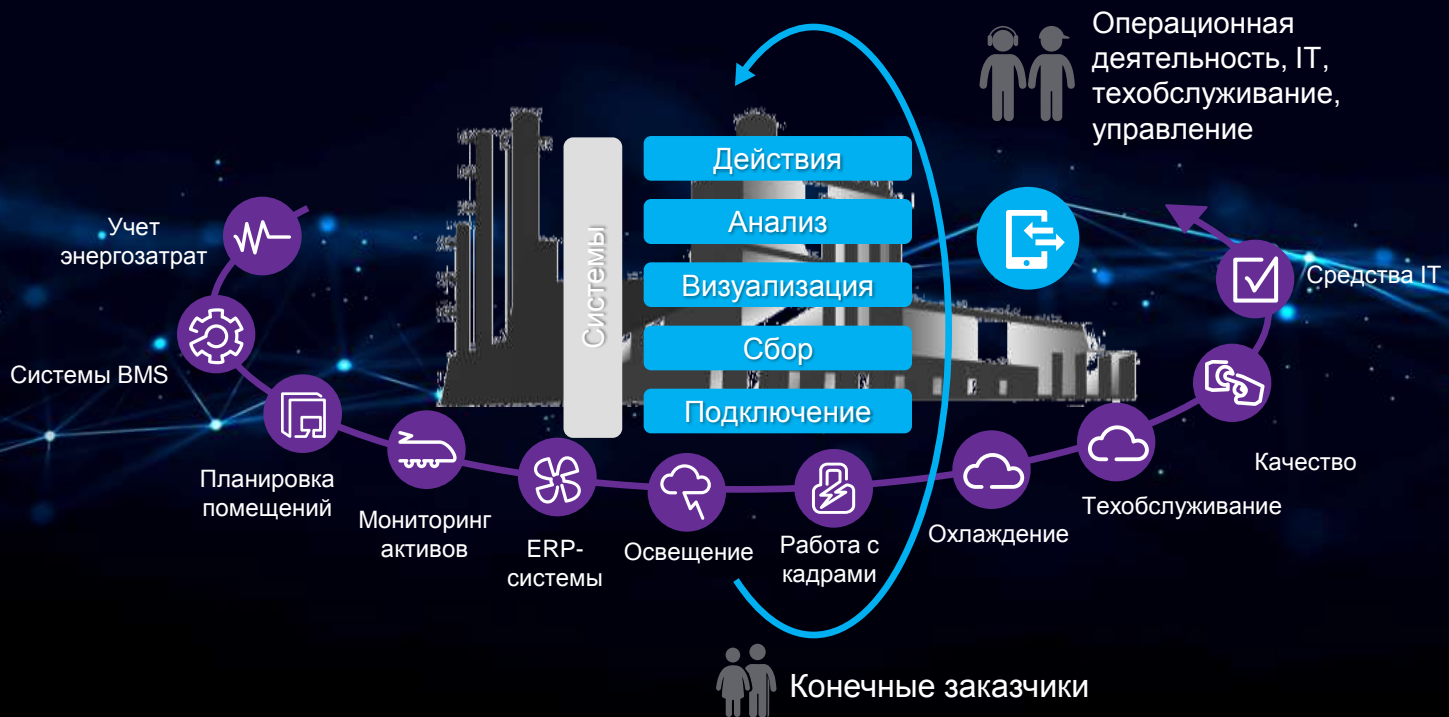 Операционная
деятельность, IT,
техобслуживание,
управление
Системы
Действия
Анализ
Визуализация
Сбор
Подключение
Учет
энергозатрат
Системы BMS
Планировка
помещений
Мониторинг
активов
ERP-
системы
Освещение
Работа с
кадрами
Охлаждение
Техобслуживание
Качество
Средства IT
Конечные заказчики